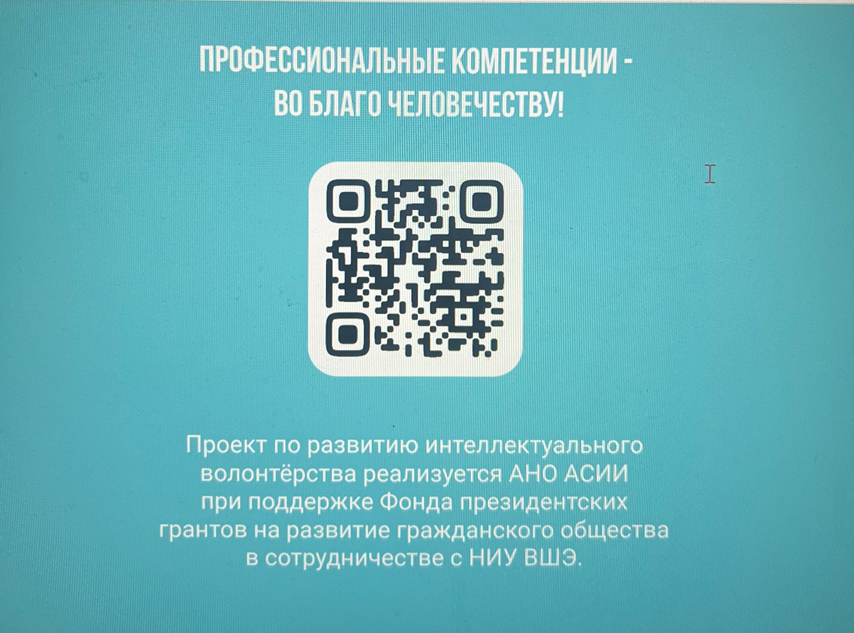 ПРОФЕССИОНАЛЬНЫЕ КОМПЕТЕНЦИИ -
ВО БЛАГО ЧЕЛОВЕЧЕСТВУ!
Проект по развитию интеллектуального
волонтёрства реализуется АНО АСИИ
при поддержке Фонда президентских
грантов на развитие гражданского общества
в сотрудничестве с НИУ ВШЭ.